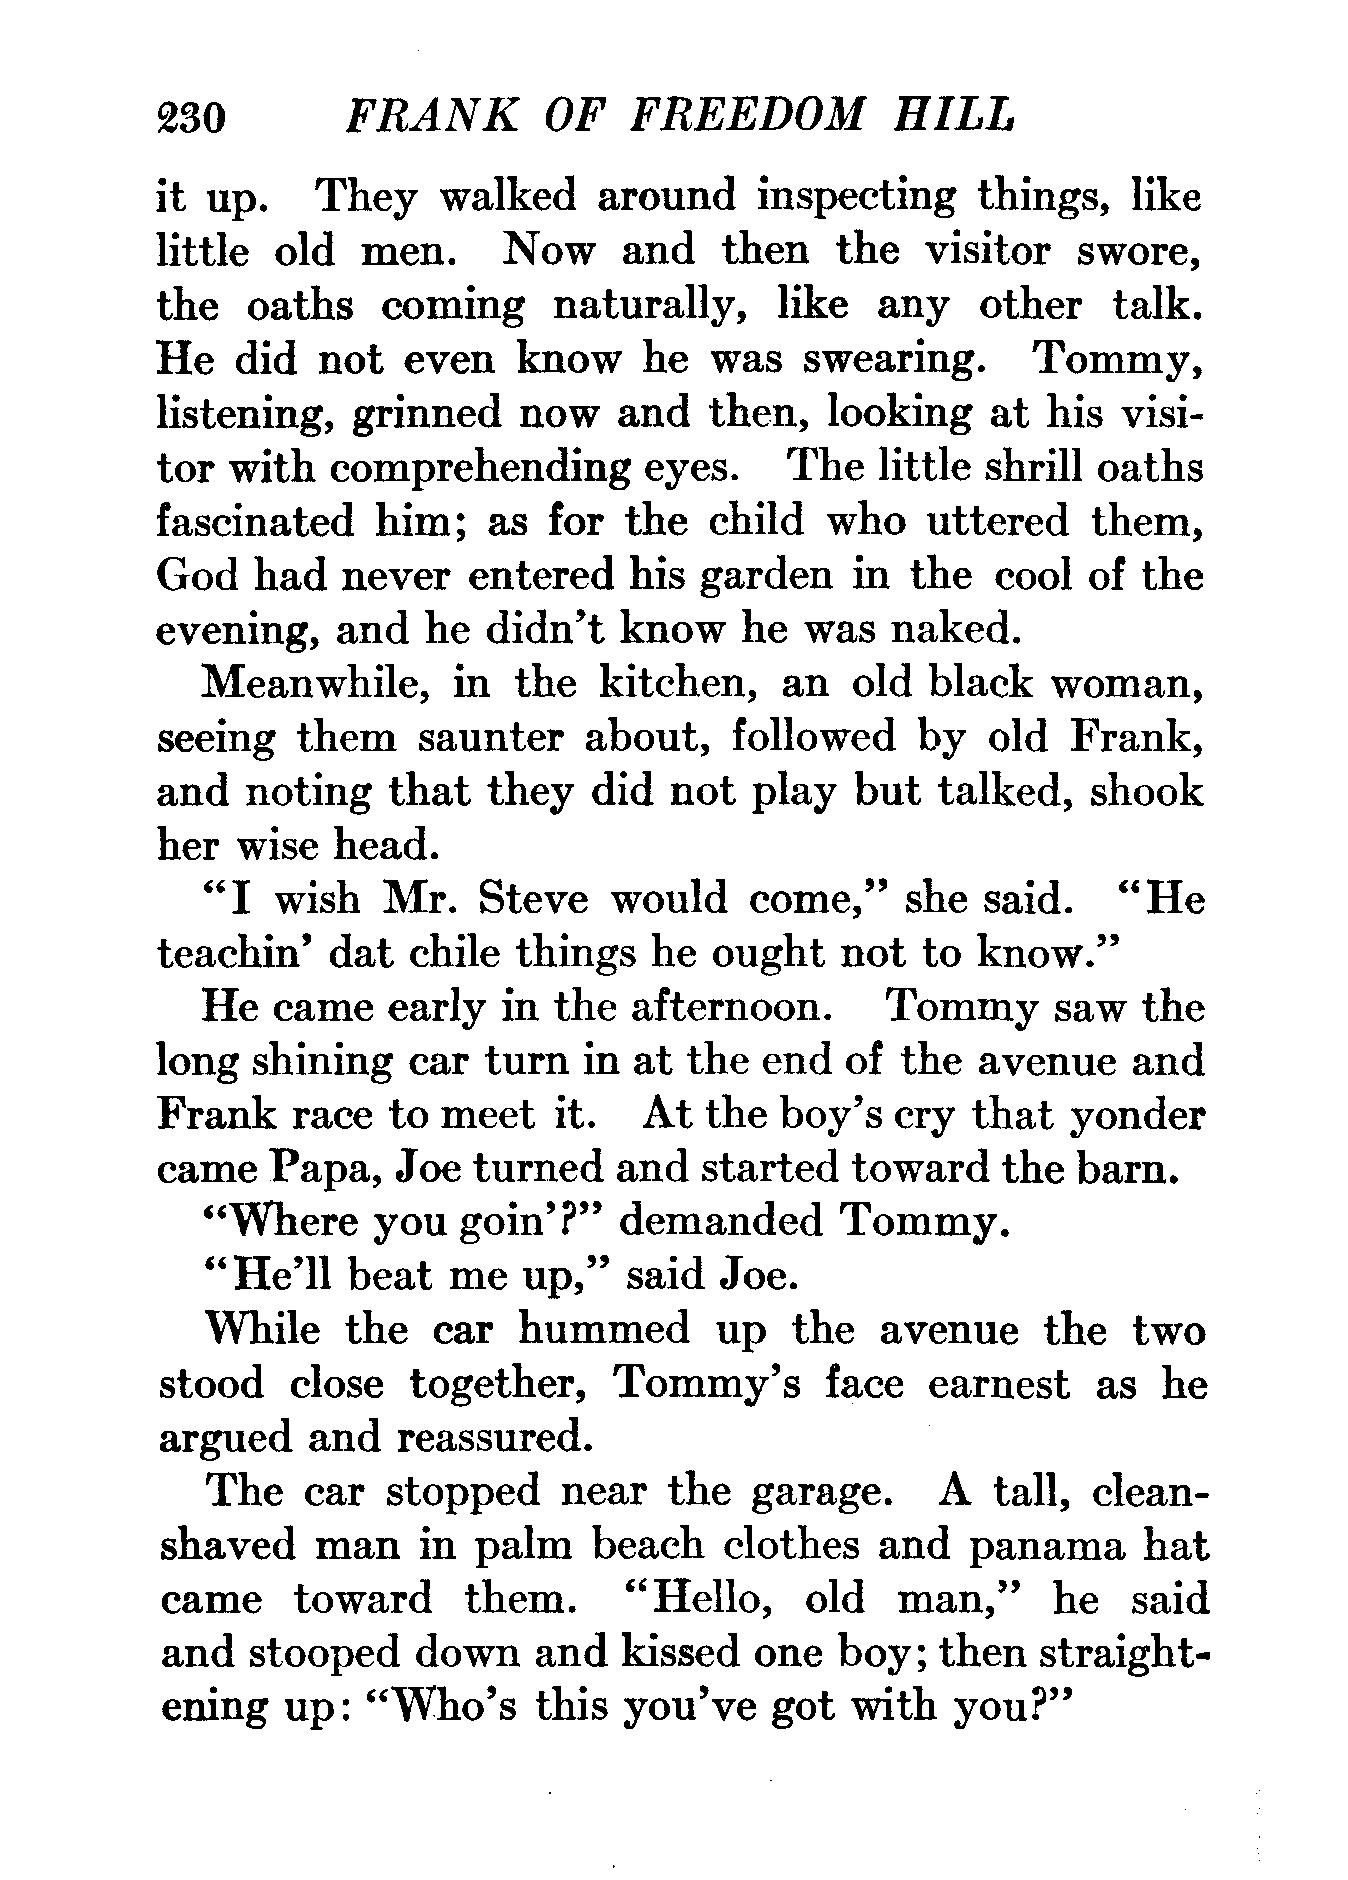 230 FRANK OF FREEDOM HILL
it up. They walked around inspecting things, like
little old men. Now and then the visitor swore,
the oaths coming naturally, like any other talk.
He did not even know he was swearing. Tommy,
listening, grinned now and then, looking at his visi-
tor with comprehending eyes. The little shrill oaths
fascinated him; as for the child who uttered them,
God had never entered his garden in the cool of the
evening, and he didn't know he was naked.
Meanwhile, in the kitchen, an old black woman,
seeing them saunter about, followed by old Frank,
and noting that they did not play but talked, shook
her wise head.
"I wish Mr. Steve would come," she said. "He
teachin' dat chile things he ought not to know."
He came early in the afternoon. Tommy saw the
long shining car turn in at the end of the avenue and
Frank race to meet it. At the boy's cry that yonder
came Papa, Joe turned and started toward the barn.
"Where you goin'?" demanded Tommy.
"He'll beat me up," said Joe.
While the car hummed up the avenue the two
stood close together, Tommy's face earnest as he
argued and reassured.
The car stopped near the garage. A tall, clean-
shaved man in palm beach clothes and panama hat
came toward them. "Hello, old man," he said
and stooped down and kissed one boy; then straight-
ening up: "Who's this you've got with you?"